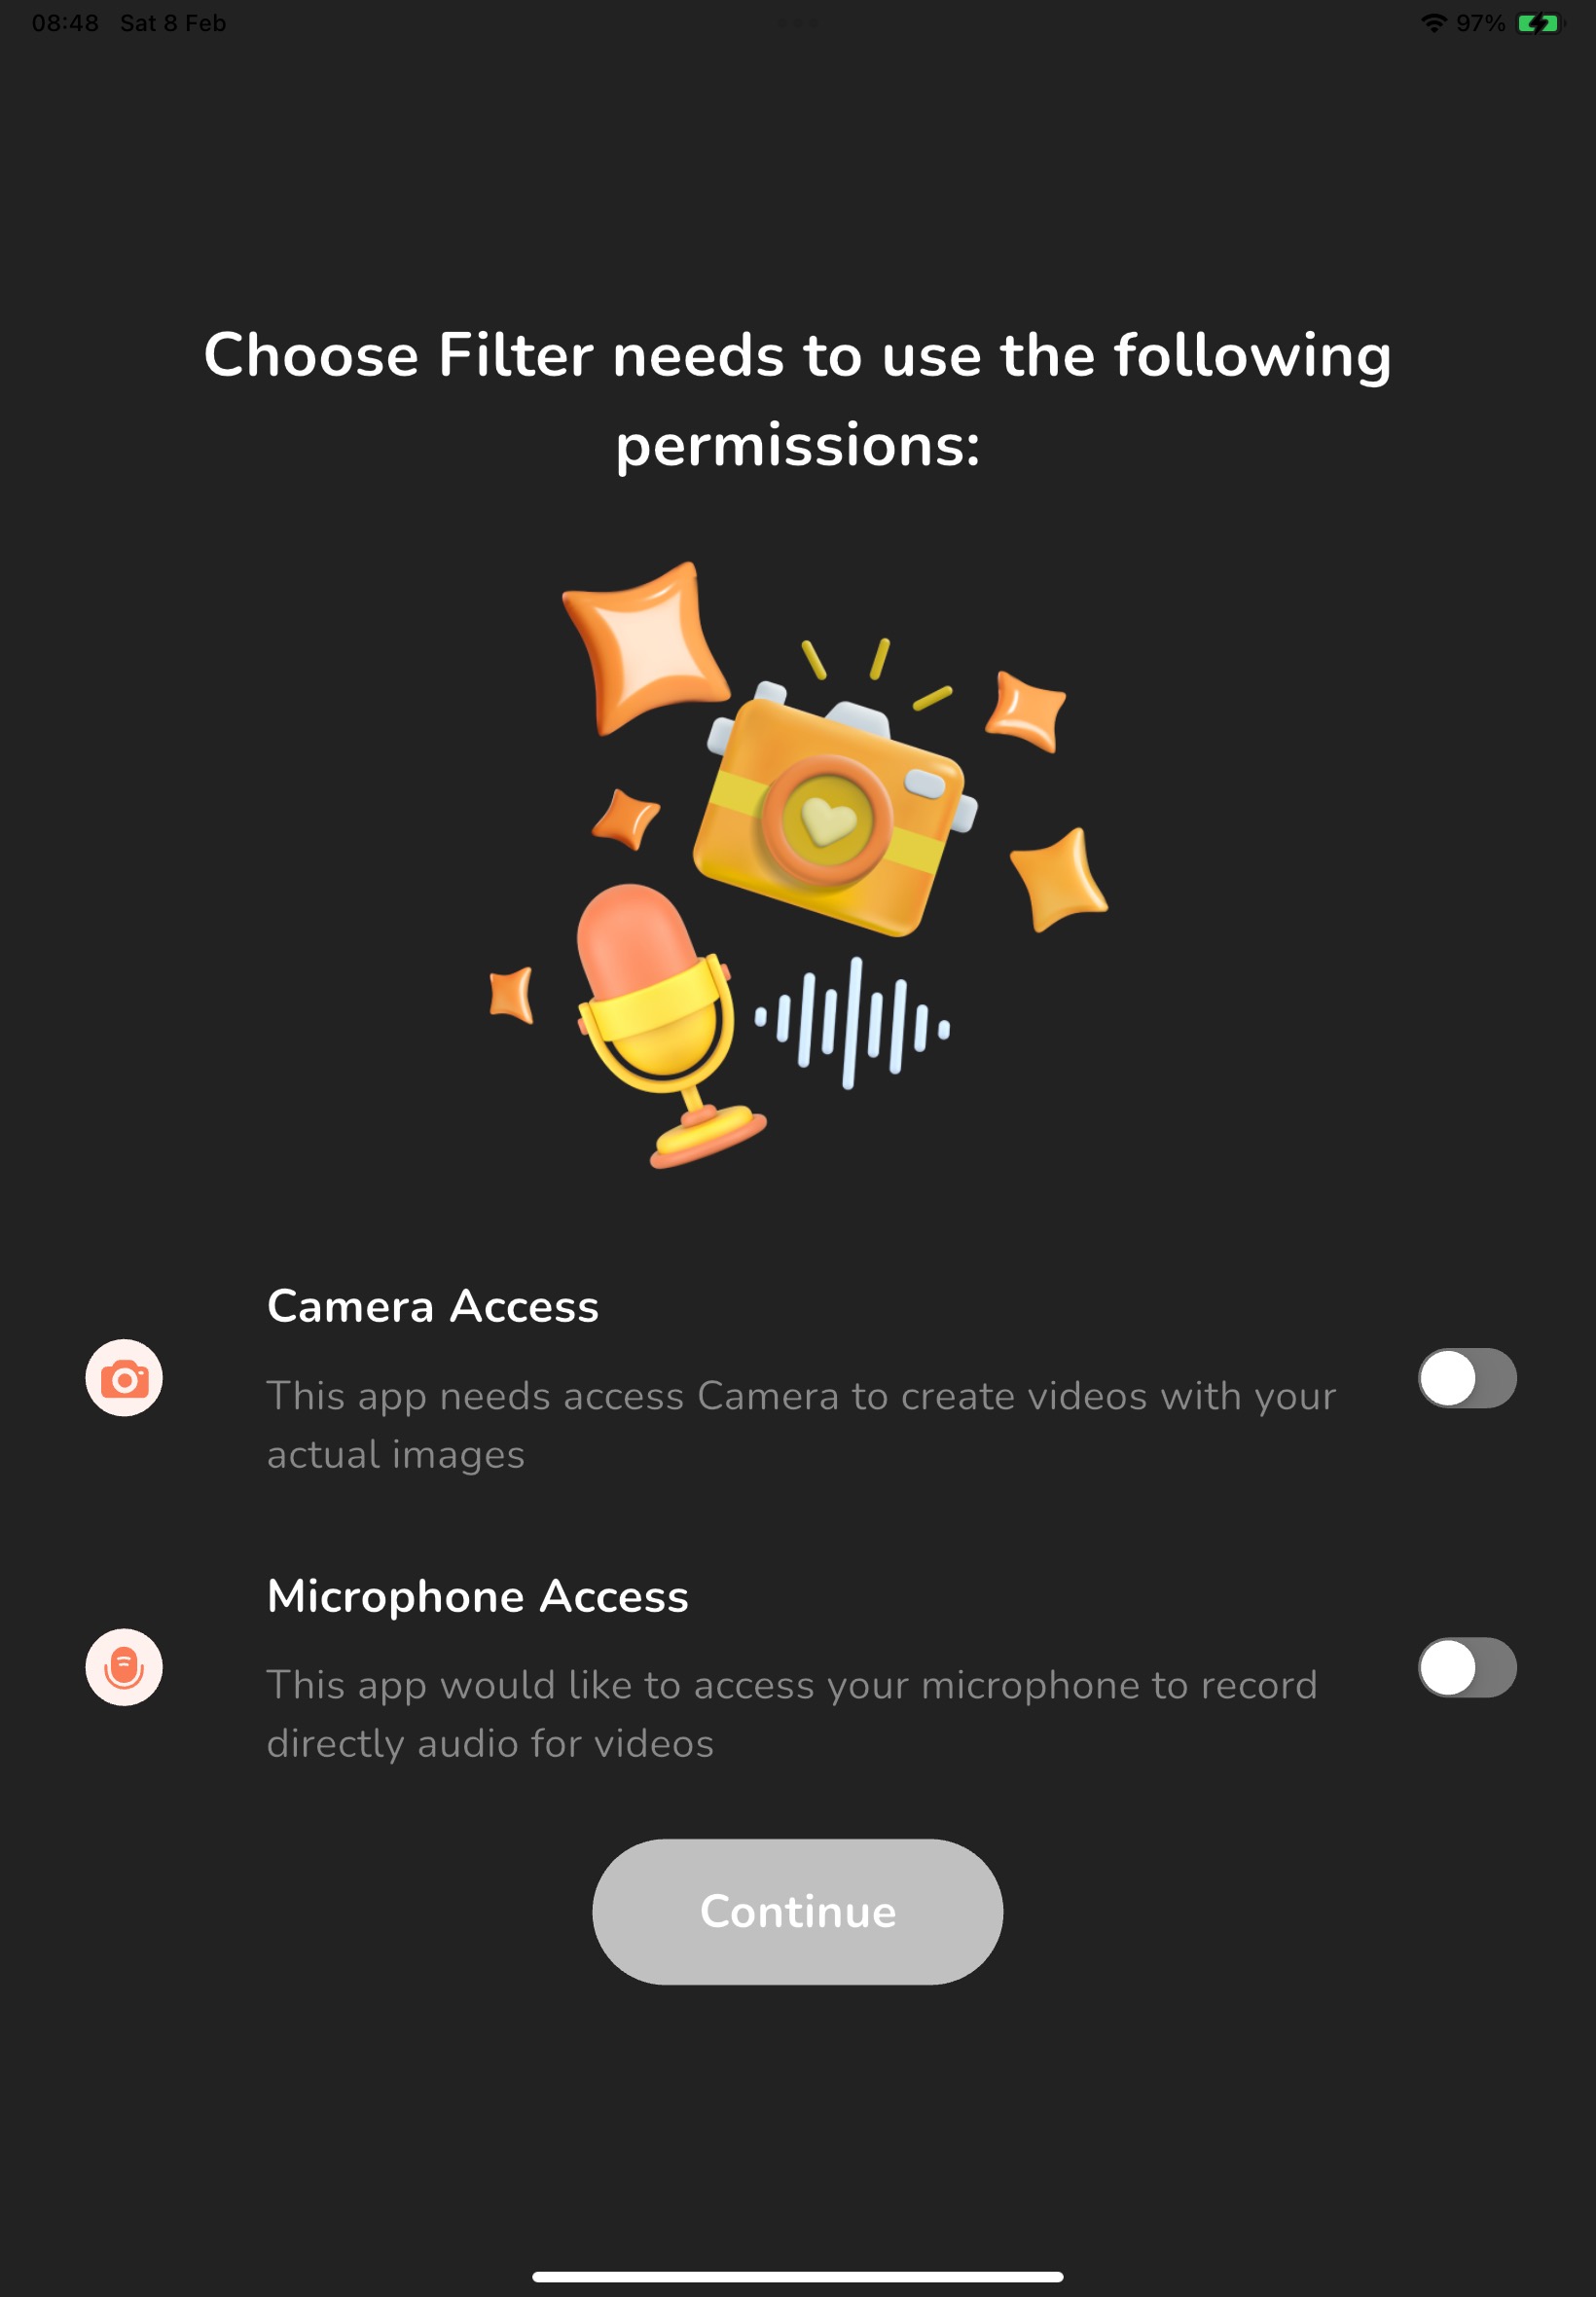 08:48 Sat 8 Feb 97%
Choose Filter needs to use the following
permissions:
Camera Access
This app needs access Camera to create videos with your
actual images
Microphone Access
This app would like to access your microphone to record
directly audio for videos
Continue